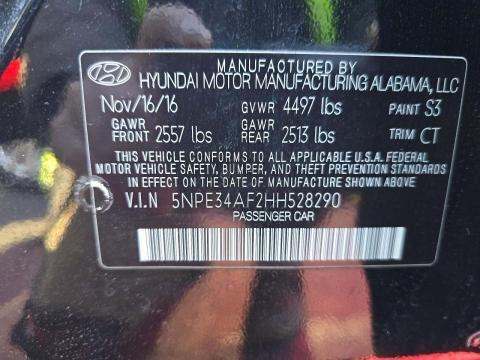 MANUFACTURED BY
HYUNDAI MOTOR MANUFACTURING ALABAMA, LLC
Nov/16/16 GVWR 4497 lbs PAINT S3
GAWR FRONT 2557 lbs GAWR REAR 2513 lbs TRIM CT
THIS VEHICLE CONFORMS TO ALL APPLICABLE U.S.A. FEDERAL
MOTOR VEHICLE SAFETY, BUMPER, AND THEFT PREVENTION STANDARDS
IN EFFECT ON THE DATE OF MANUFACTURE SHOWN ABOVE
V.I.N 5NPE34AF2HH528290
PASSENGER CAR